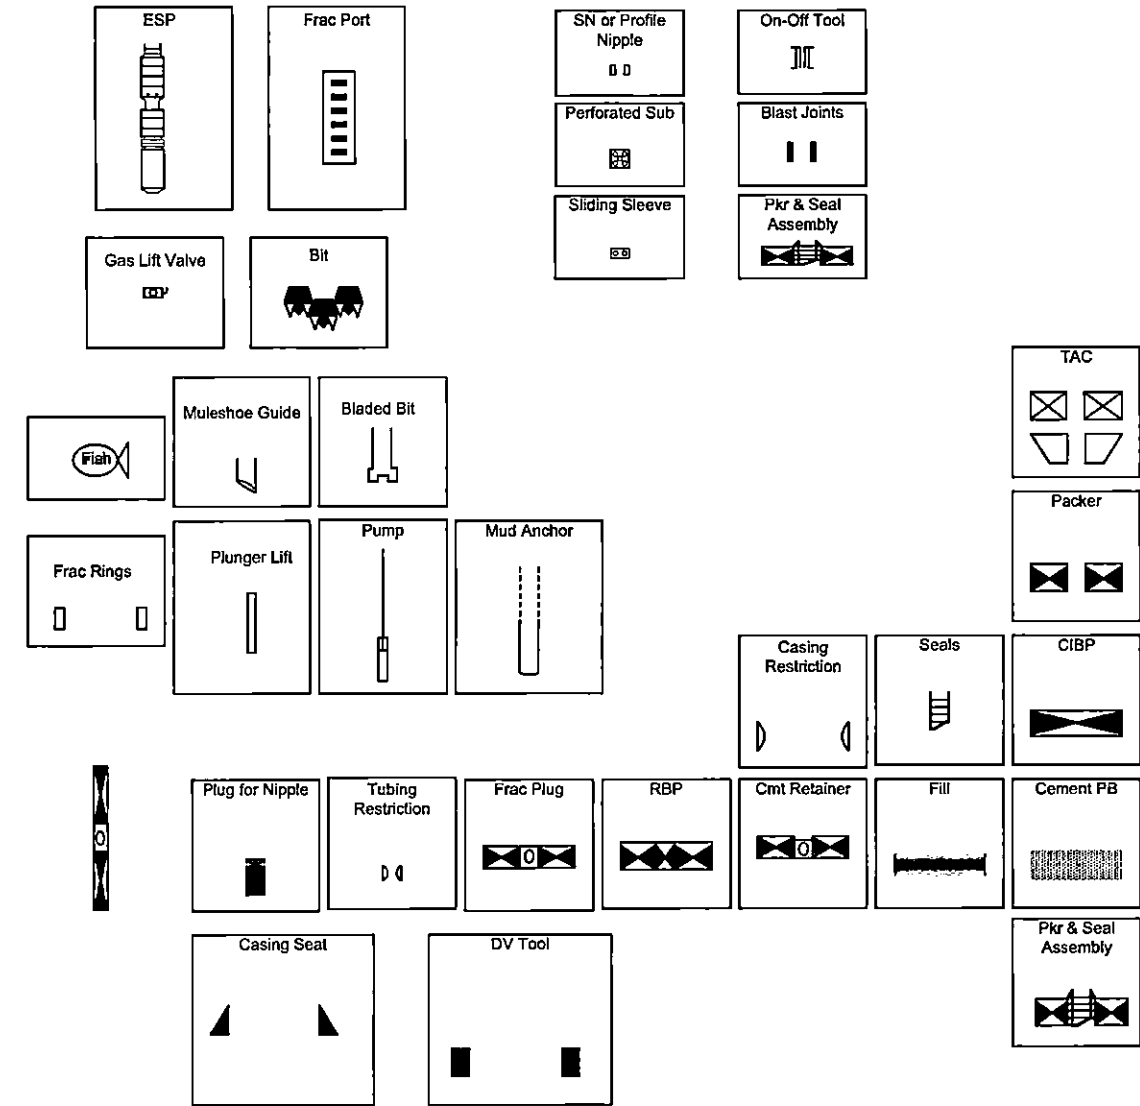 ESP
Frac Port
SN or Profile
Nipple
On-Off Tool
Perforated Sub
Blast Joints
Sliding Sleeve
Pkr & Seal
Assembly
Gas Lift Valve
Bit
TAC
Muleshoe Guide
Bladed Bit
Fish
Packer
Frac Rings
Plunger Lift
Pump
Mud Anchor
Casing
Restriction
Seals
CIBP
Plug for Nipple
Tubing
Restriction
Frac Plug
RBP
Cmt Retainer
Fill
Cement PB
Casing Seat
DV Tool
Pkr & Seal
Assembly